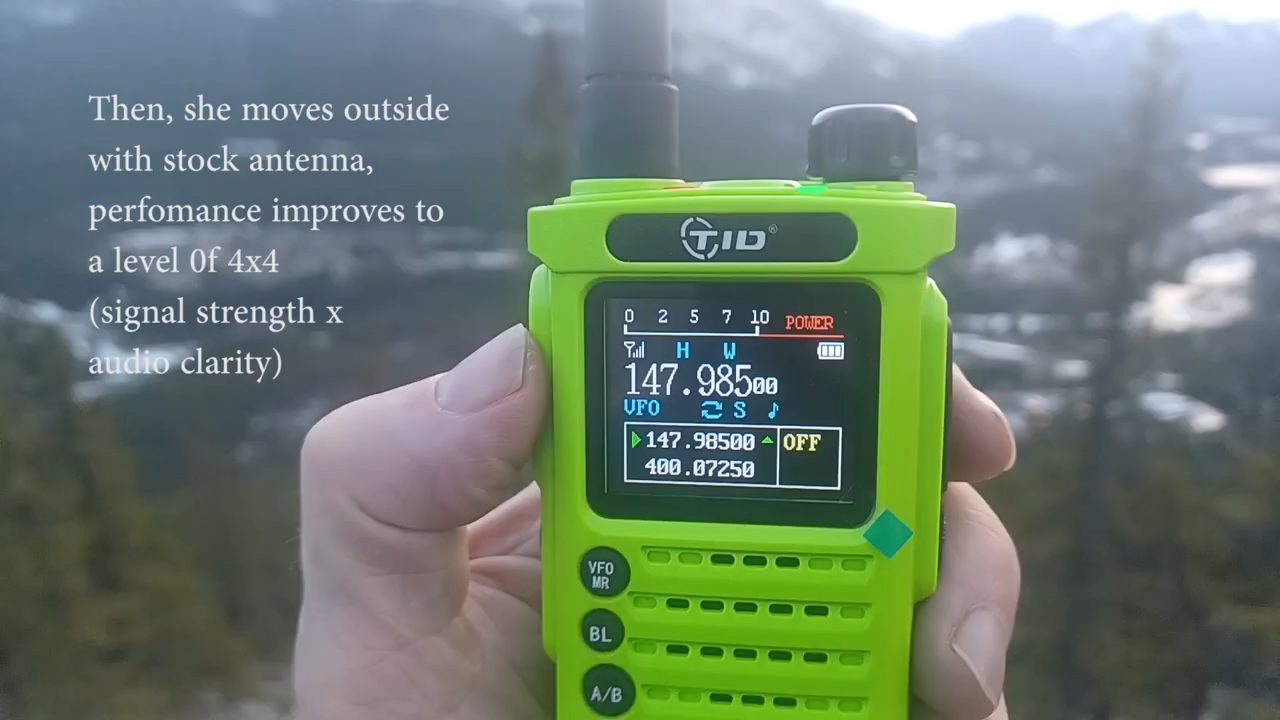 Then, she moves outside
with stock antenna,
perfomance improves to
a level 0f 4x4
(signal strength x
audio clarity)
TID®
0 2 5 7 10 POWER
H W
147.98500
VFO S
147.98500 OFF
400.07250
VFO
MR
BL
A/B